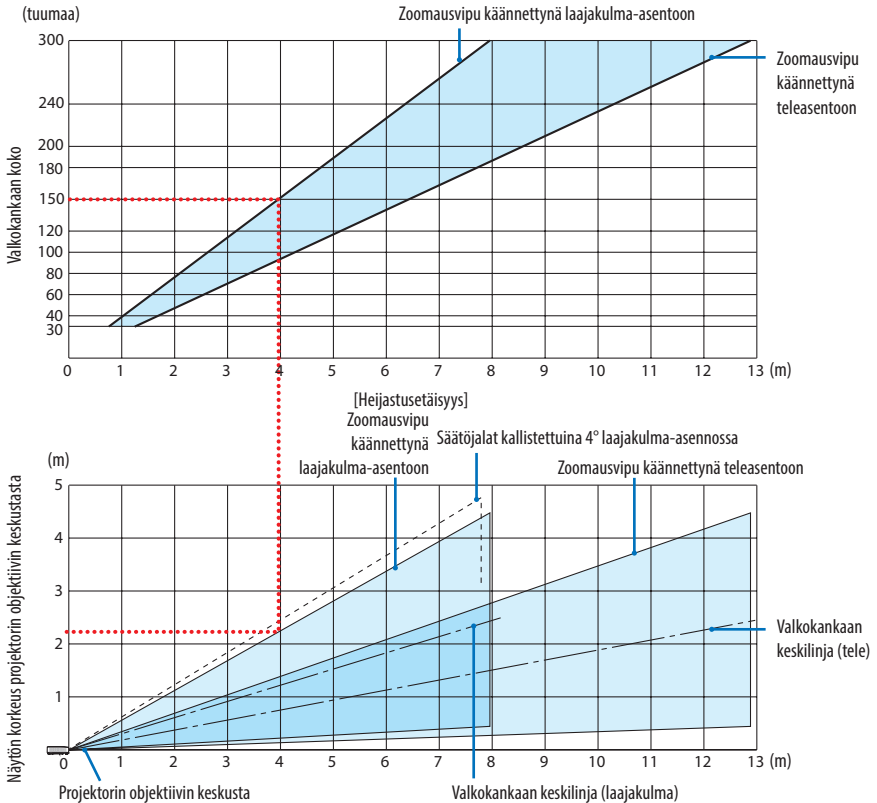 (tuumaa)
Zoomausvipu käännettynä laajakulma-asentoon
Zoomausvipu
käännettynä
teleasentoon
Valkokankaan koko
300
240
200
180
150
120
100
80
60
40
30
0 1 2 3 4 5 6 7 8 9 10 11 12 13 (m)
[Heijastusetäisyys]
Zoomausvipu
käännettynä
laajakulma-asentoon
Säätöjalat kallistettuina 4° laajakulma-asennossa
Zoomausvipu käännettynä teleasentoon
(m)
Näytön korkeus projektorin objektiivin keskustasta
5
4
3
2
1
0 1 2 3 4 5 6 7 8 9 10 11 12 13 (m)
Valkokankaan
keskilinja (tele)
Projektorin objektiivin keskusta
Valkokankaan keskilinja (laajakulma)